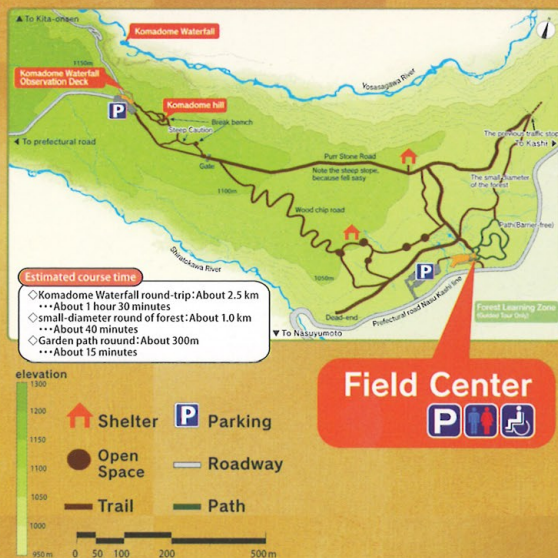 ▲ To Kita-onsen
Komadome Waterfall
1150m
Yosasagawa River
Komadome Waterfall
Observation Deck
P
Komadome hill
Break bench
Steep Caution
◀ To prefectural road
Gate
Purr Stone Road
Note the steep slope,
because fell easy
The previous traffic stop
To Kashi ▶
The small-diameter
of the forest
1100m
Wood chip road
Path(Barrier-free)
Shiratokawa River
1050m
P
Estimated course time
◇Komadome Waterfall round-trip:About 2.5 km
•••About 1 hour 30 minutes
◇small-diameter round of forest:About 1.0 km
•••About 40 minutes
◇Garden path rouund:About 300m
•••About 15 minutes
Dead-end
Prefectural road Nasu Kashi line
Forest Learning Zone
(Guided Tour Only)
▼ To Nasuyumoto
Field Center
P
elevation
1300
1200
1150
1100
1050
1000
950 m
Shelter
P Parking
Open
Space
Roadway
Trail
Path
0 50 100 200 500 m